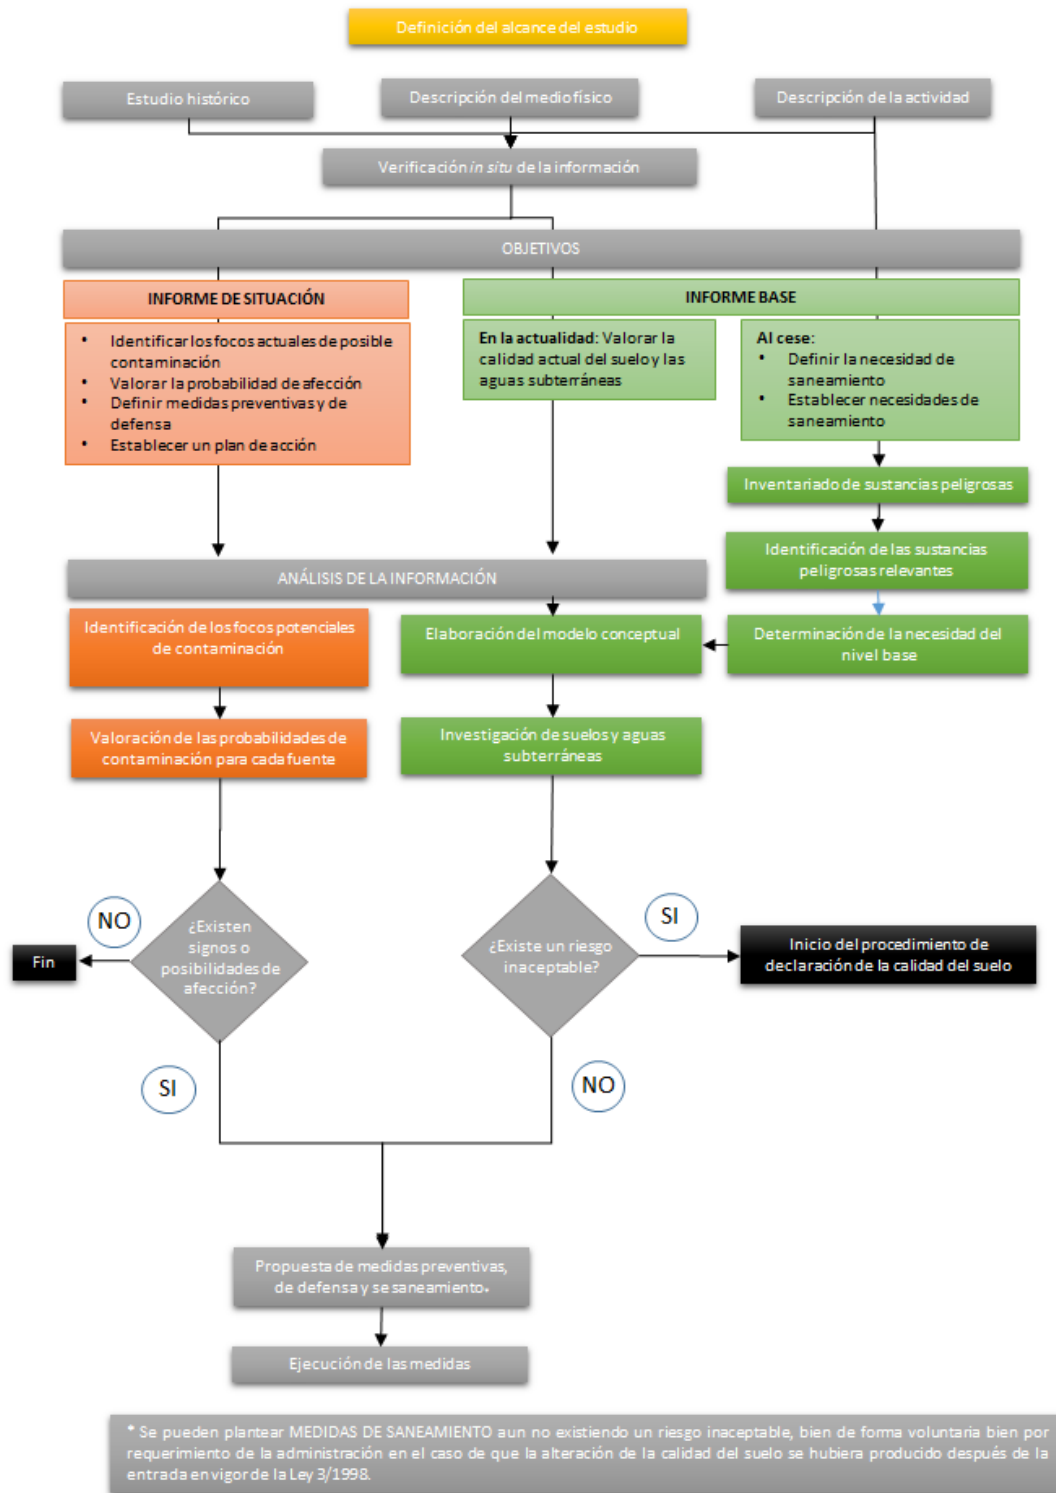 Definición del alcance del estudio
Estudio histórico
Descripción del medio físico
Descripción de la actividad
Verificación in situ de la información
OBJETIVOS
INFORME DE SITUACIÓN
• Identificar los focos actuales de posible
contaminación
• Valorar la probabilidad de afección
• Definir medidas preventivas y de
defensa
• Establecer un plan de acción
INFORME BASE
En la actualidad: Valorar la
calidad actual del suelo y las
aguas subterráneas
Al cese:
• Definir la necesidad de
saneamiento
• Establecer necesidades de
saneamiento
Inventariado de sustancias peligrosas
Identificación de las sustancias
peligrosas relevantes
ANÁLISIS DE LA INFORMACIÓN
Identificación de los focos potenciales
de contaminación
Elaboración del modelo conceptual
Determinación de la necesidad del
nivel base
Valoración de las probabilidades de
contaminación para cada fuente
Investigación de suelos y aguas
subterráneas
NO
¿Existen
signos o
posibilidades de
afección?
Fin
SI
¿Existe un riesgo
inaceptable?
SI
Inicio del procedimiento de
declaración de la calidad del suelo
NO
Propuesta de medidas preventivas,
de defensa y se saneamiento*
Ejecución de las medidas
* Se pueden plantear MEDIDAS DE SANEAMIENTO aun no existiendo un riesgo inaceptable, bien de forma voluntaria bien por
requerimiento de la administración en el caso de que la alteración de la calidad del suelo se hubiera producido después de la
entrada en vigor de la Ley 3/1998.